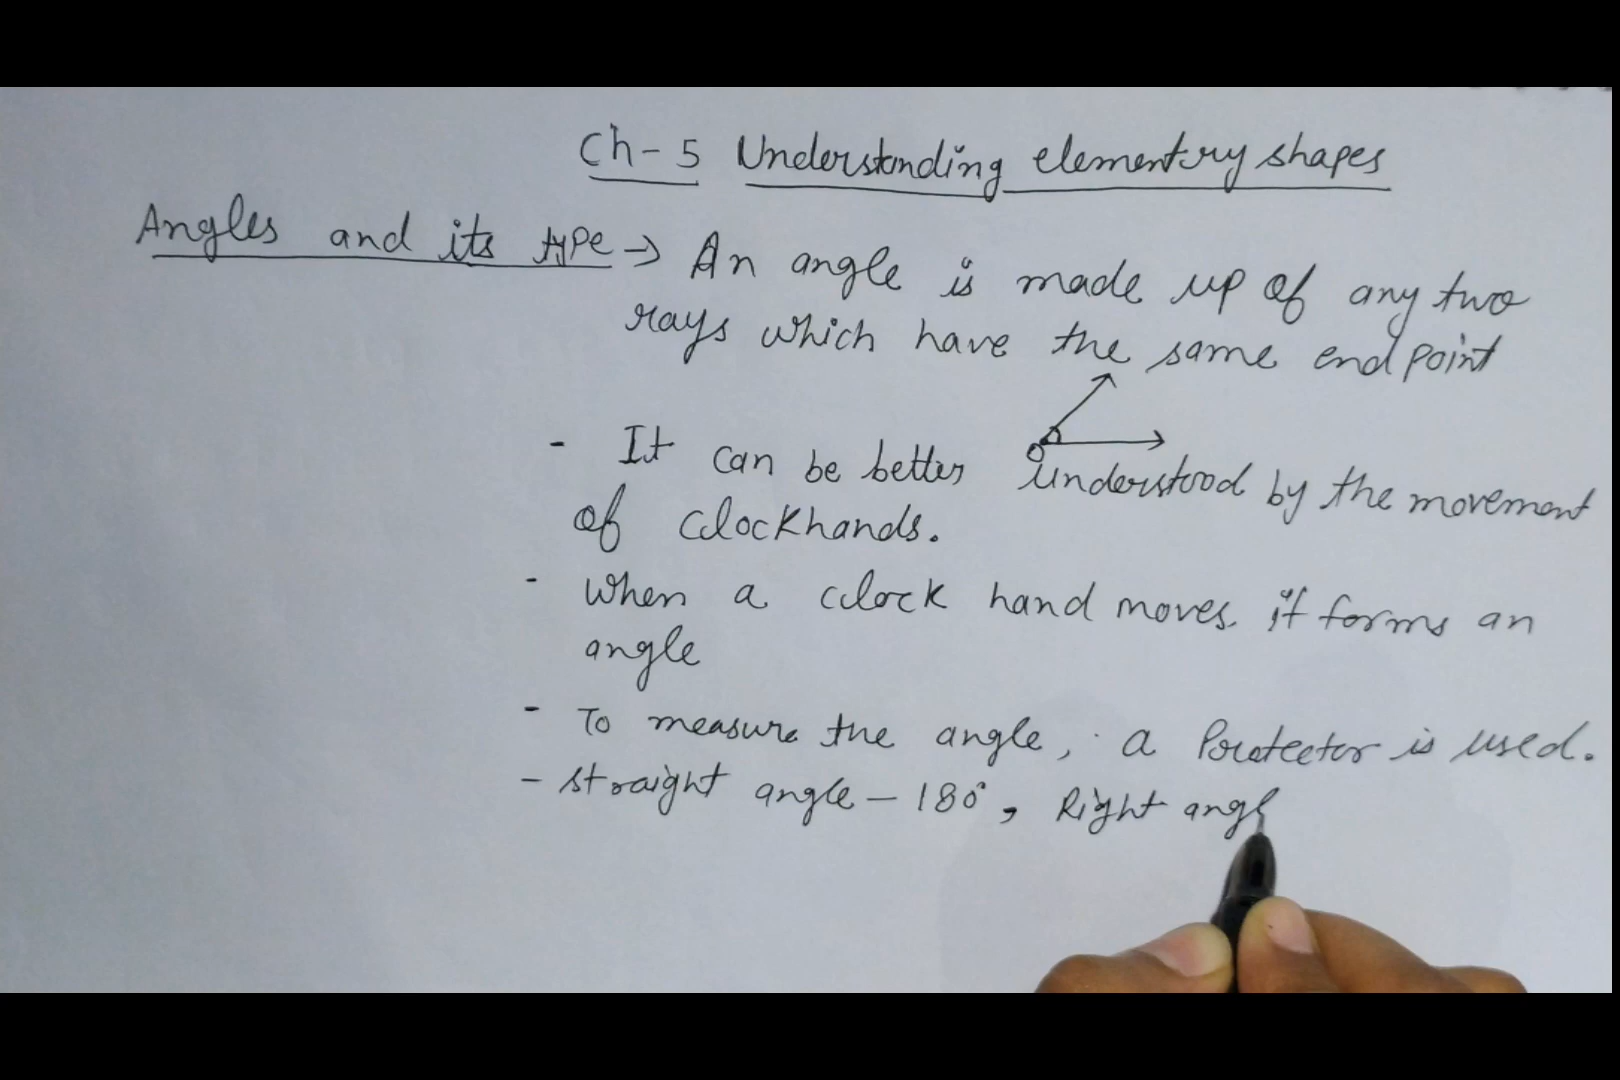 Ch-5 Understanding elementry shapes
Angles and its type → An angle is made up of any two
rays which have the same end point
O
- It can be better understood by the movement
of clockhands.
- When a clock hand moves it forms an
angle
- To measure the angle, a Protector is used.
- straight angle - 180°, Right angl